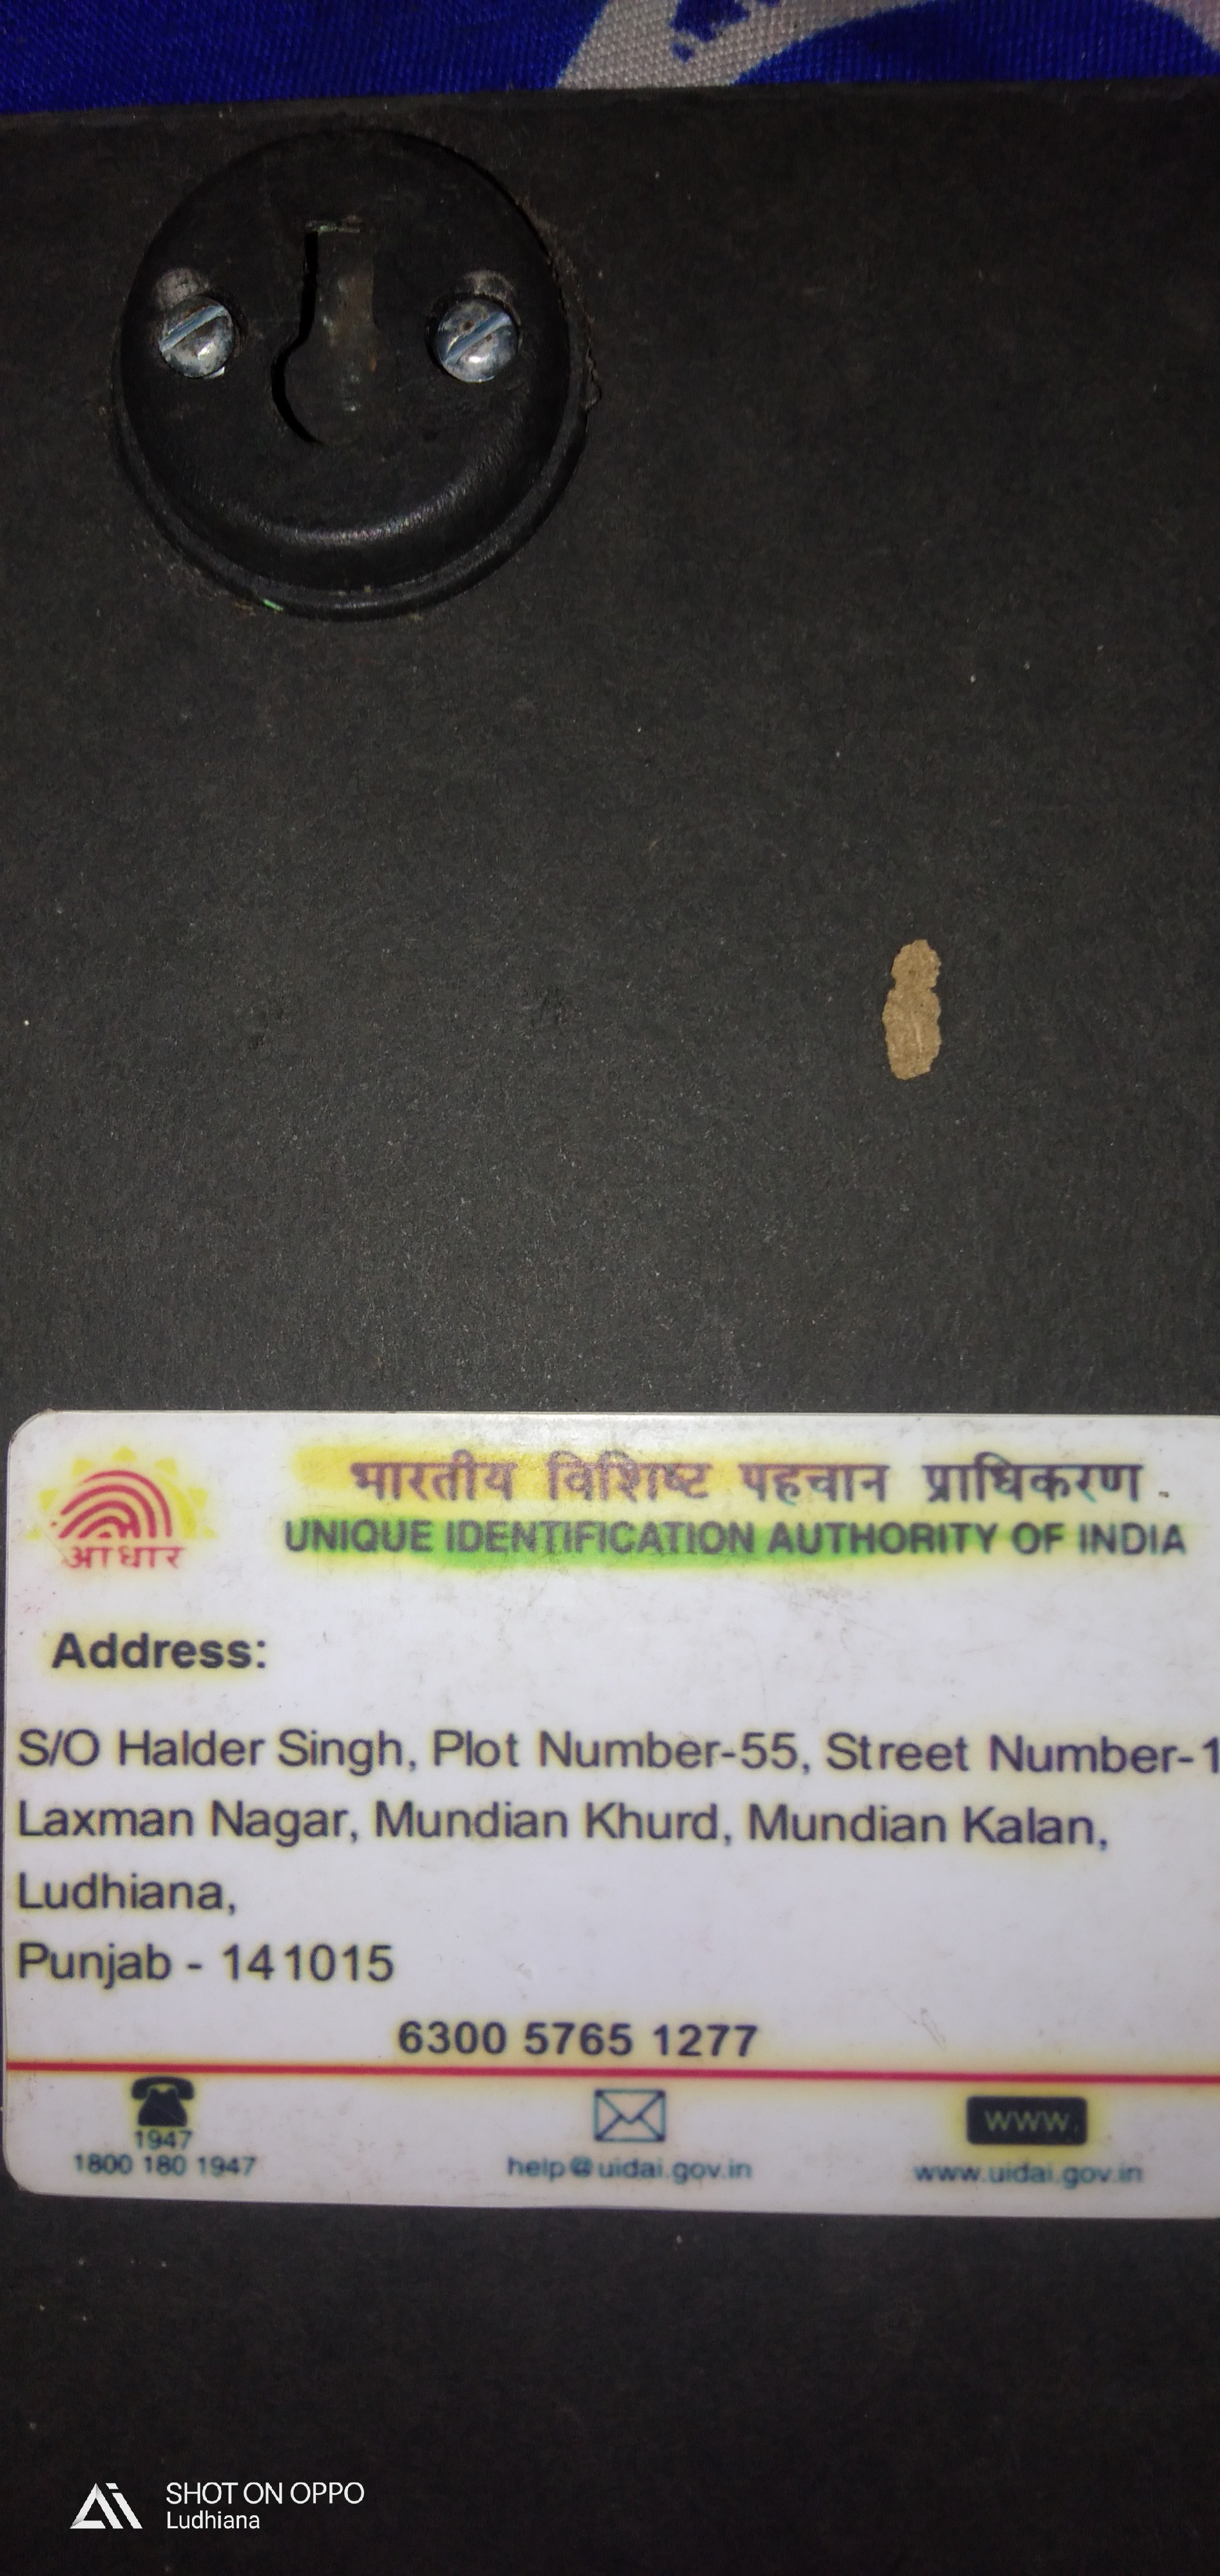 भारतीय विशिष्ट पहचान प्राधिकरण
UNIQUE IDENTIFICATION AUTHORITY OF INDIA
आधार
Address:
S/O Halder Singh, Plot Number-55, Street Number-1
Laxman Nagar, Mundian Khurd, Mundian Kalan,
Ludhiana,
Punjab - 141015
6300 5765 1277
1947
1800 180 1947
help@uidai.gov.in
WWW.
www.uidai.gov.in
SHOT ON OPPO
Ludhiana